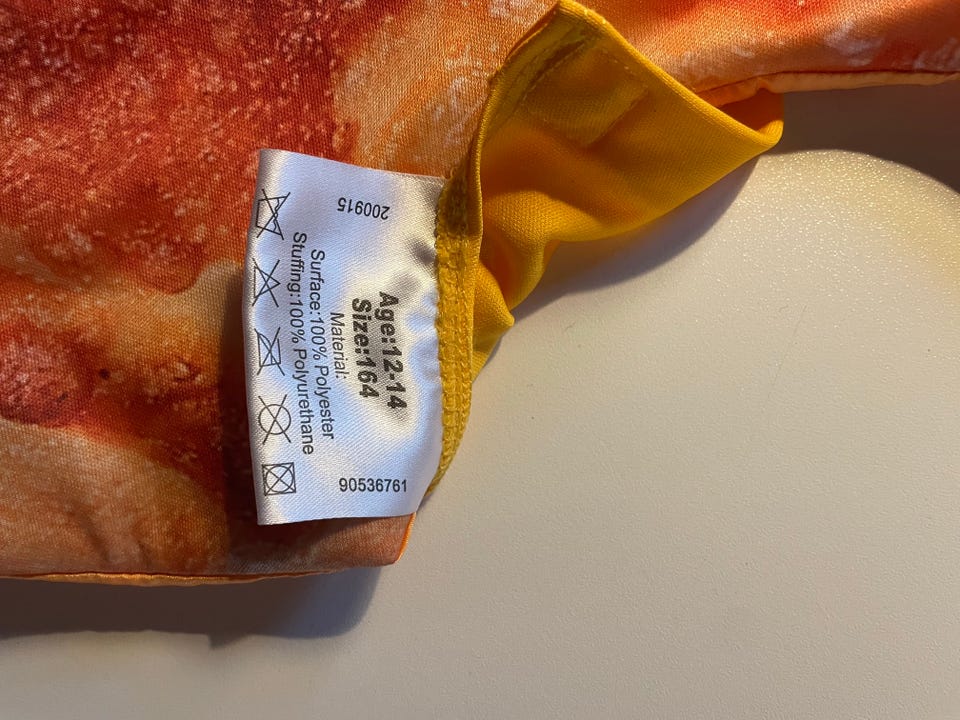 Age:12-14
Size:164
Material:
Surface:100% Polyester
Stuffing:100% Polyurethane
200915
90536761